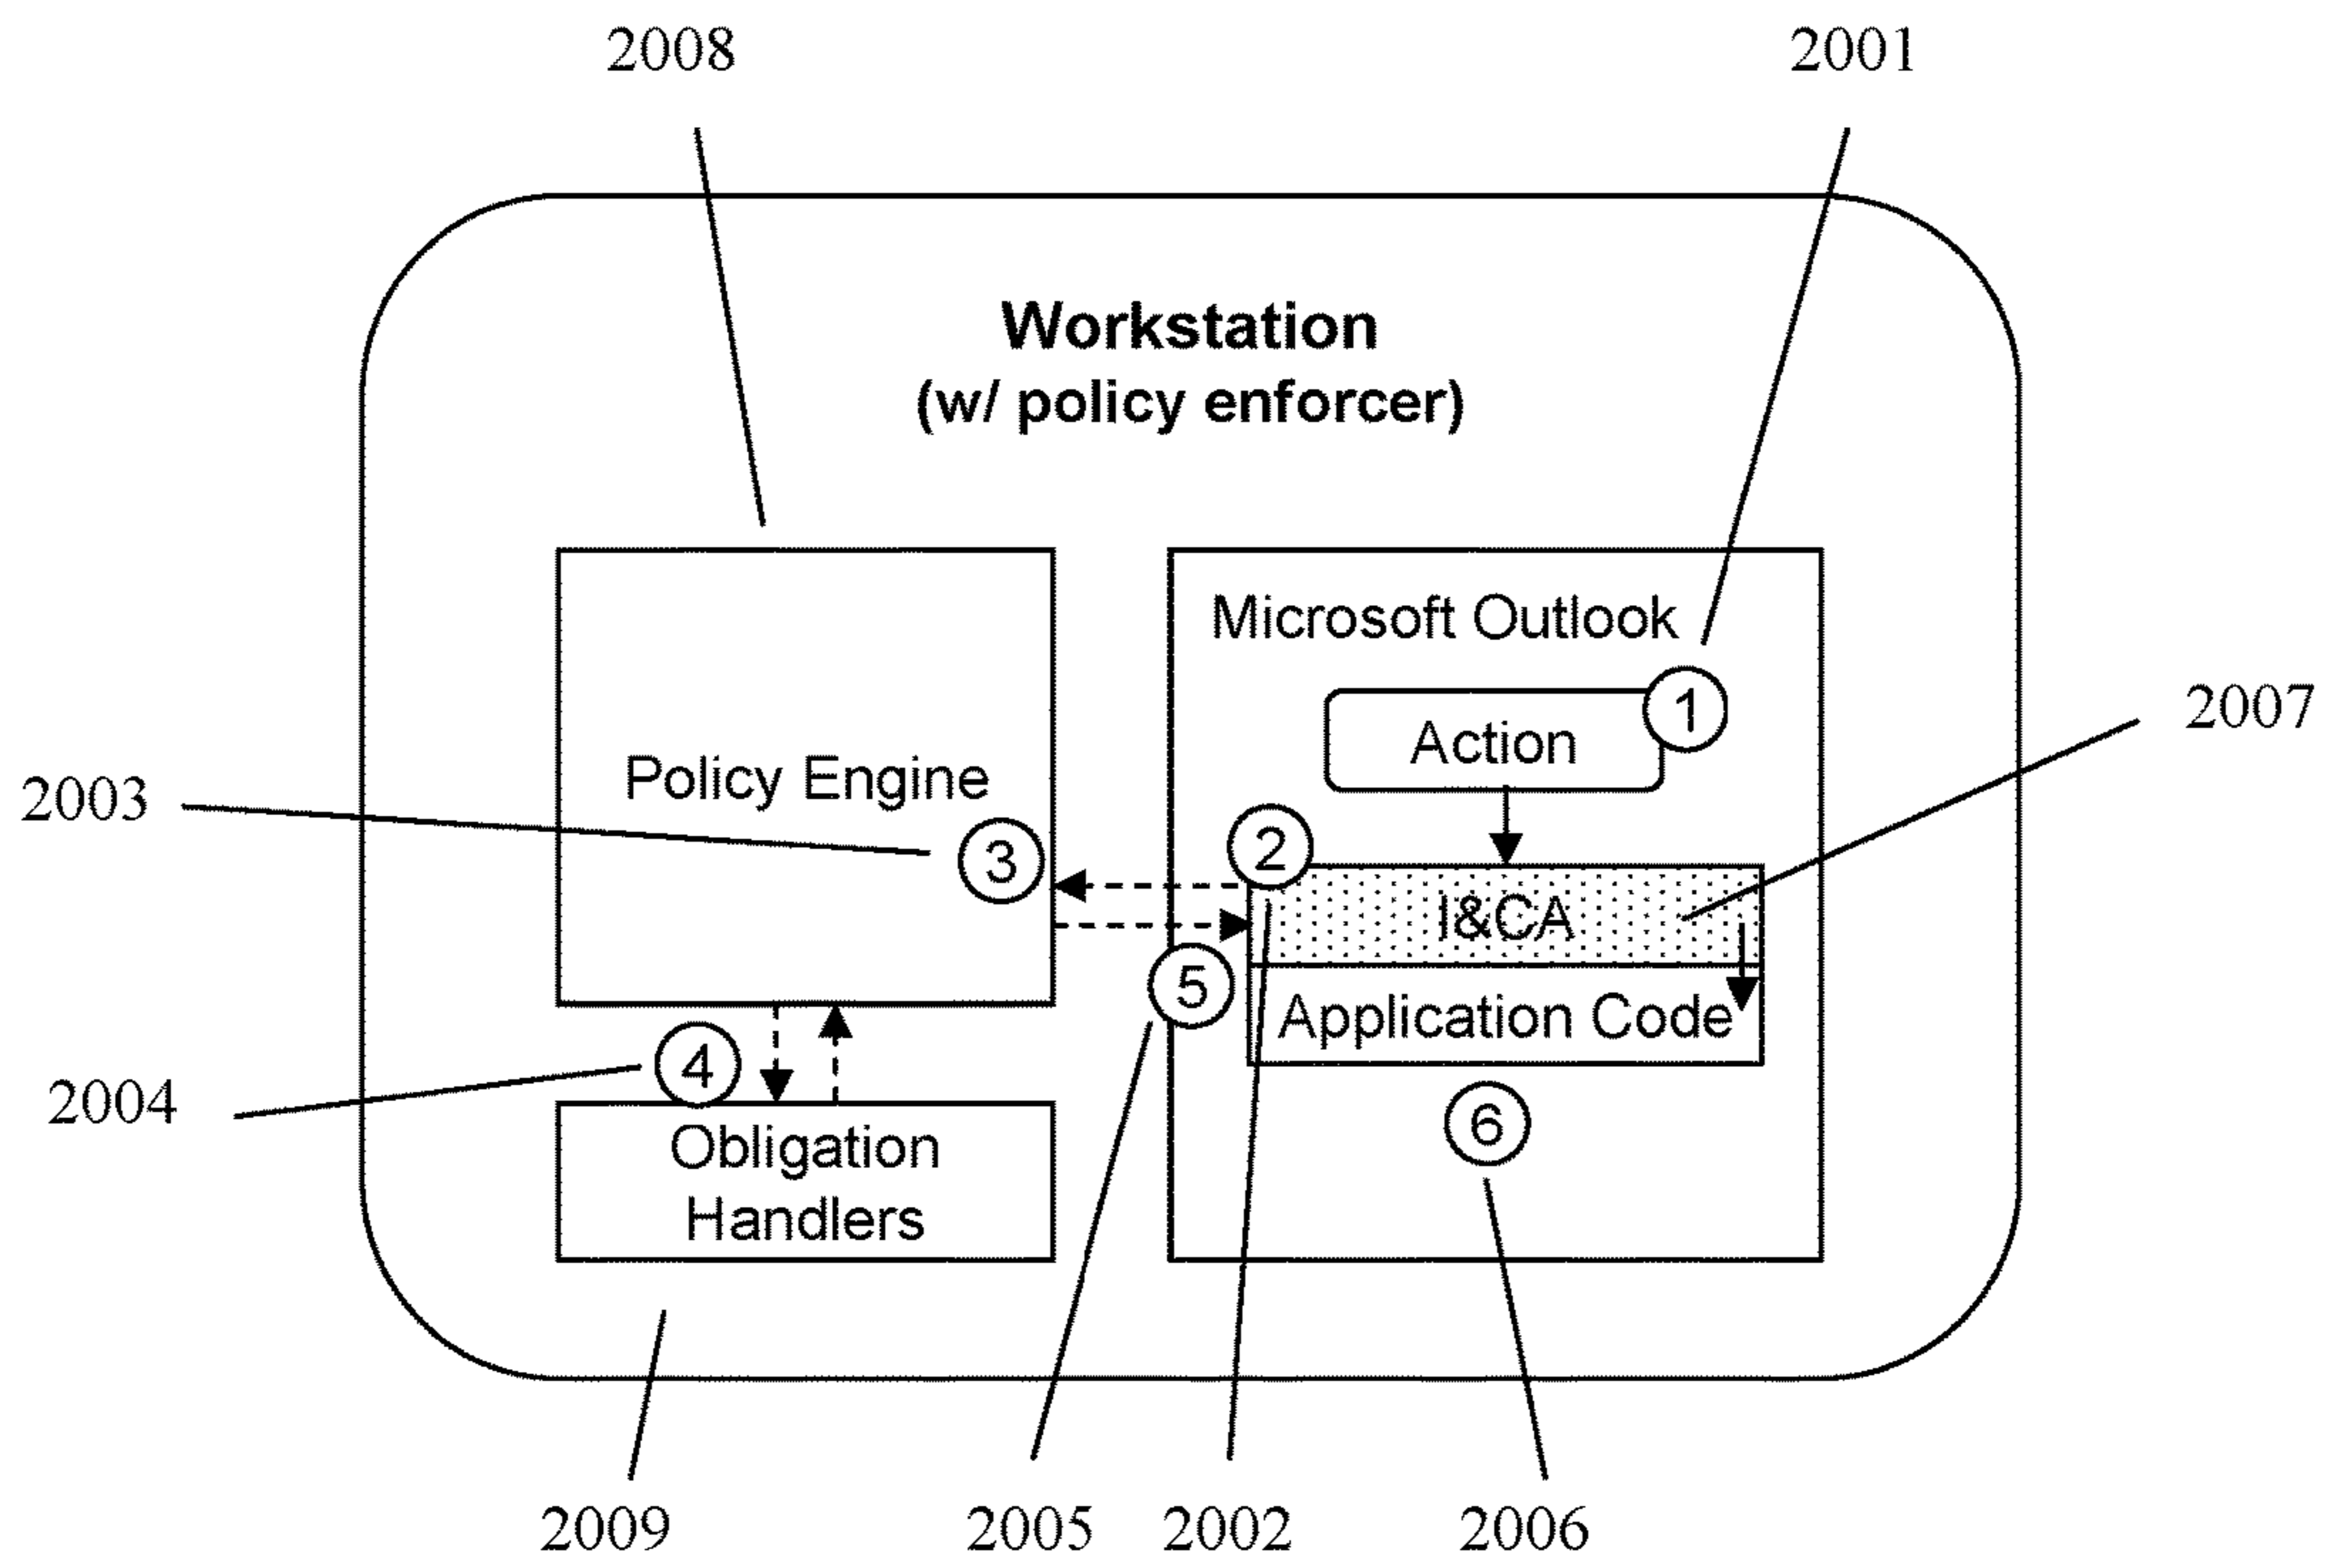 2008
2001
Workstation
(w/ policy enforcer)
Microsoft Outlook
1
Action
2007
Policy Engine
2003
2
3
I&CA
5
Application Code
4
2004
6
Obligation
Handlers
2009
2005
2002
2006